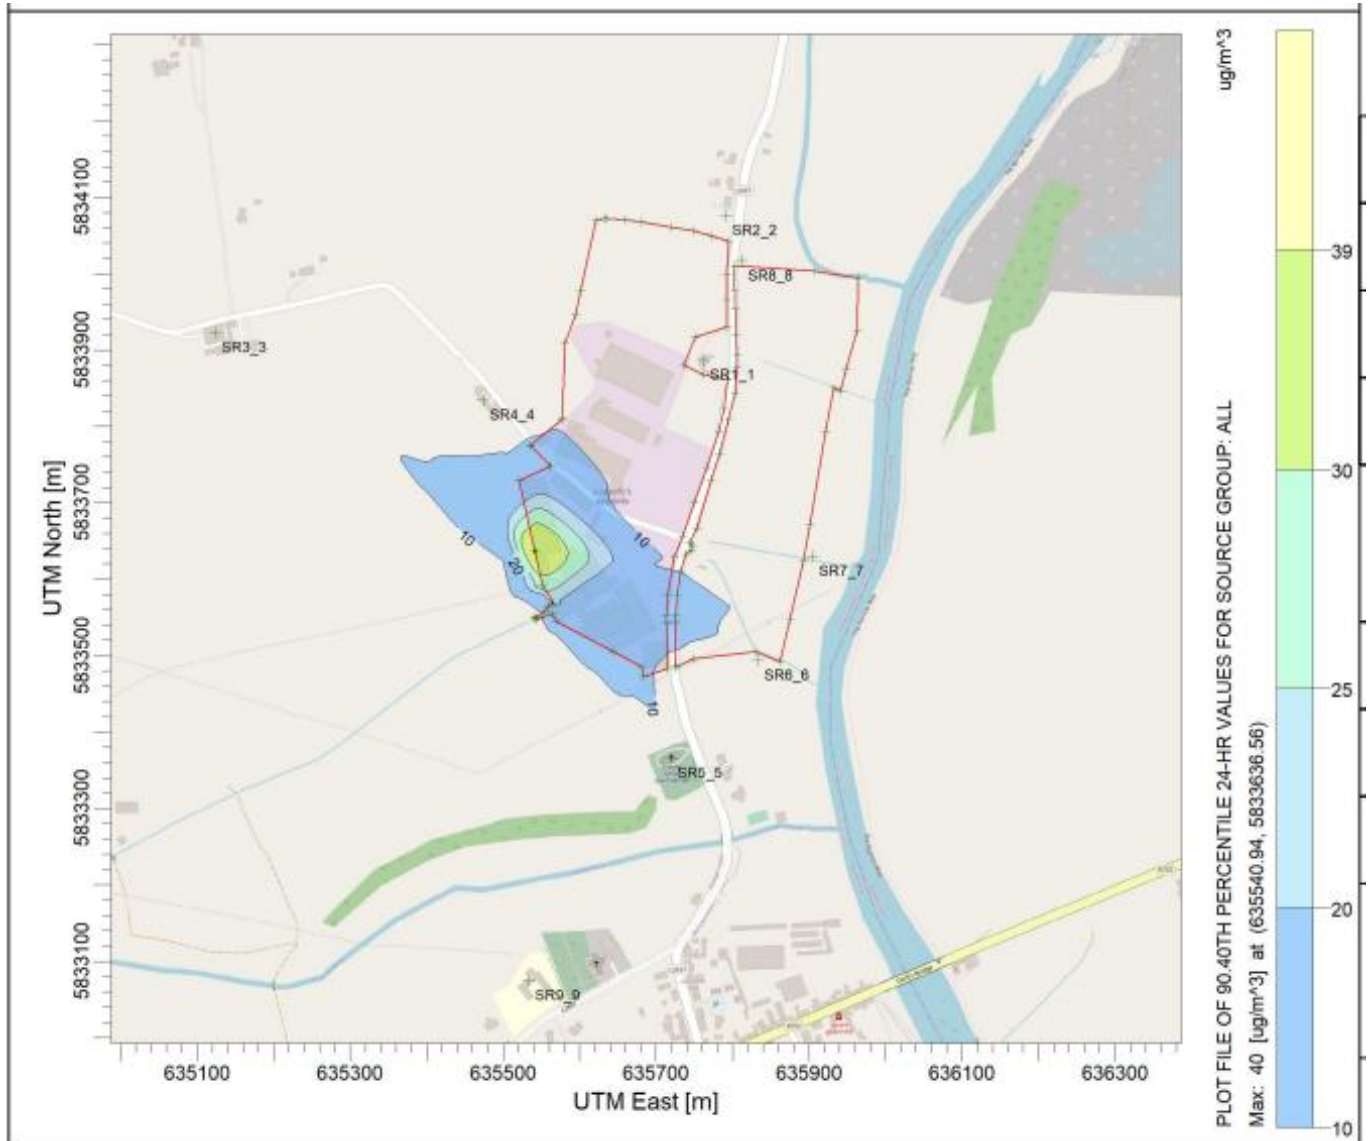 ug/m^3
5834100
SR2_2
SR8_8
39
5833900
SR3_3
SR1_1
SR4_4
PLOT FILE OF 90.40TH PERCENTILE 24-HR VALUES FOR SOURCE GROUP: ALL
30
UTM North [m]
5833700
10
10
20
SR7_7
25
5833500
SR6_6
10
SR5_5
Max: 40 [ug/m^3] at (635540.94, 5833636.56)
5833300
20
5833100
SR9_9
635100
635300
635500
635700
635900
636100
636300
UTM East [m]
10